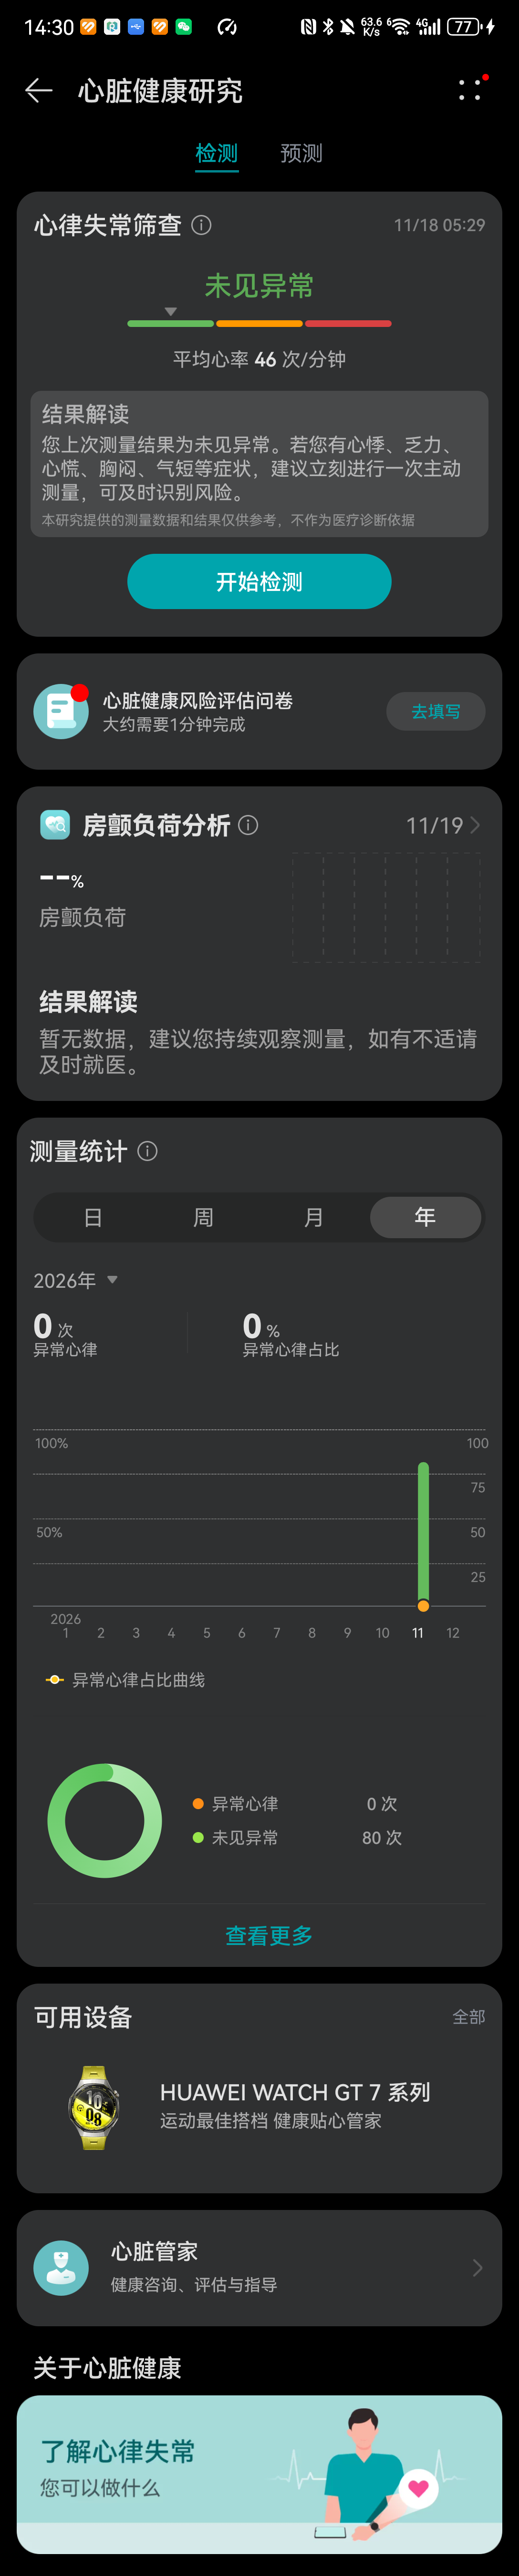 14:30
63.6 K/s
6
4G
77
心脏健康研究
检测 预测
心律失常筛查 11/18 05:29
未见异常
平均心率 46 次/分钟
结果解读
您上次测量结果为未见异常。若您有心悸、乏力、
心慌、胸闷、气短等症状，建议立刻进行一次主动
测量，可及时识别风险。
本研究提供的测量数据和结果仅供参考，不作为医疗诊断依据
开始检测
心脏健康风险评估问卷
大约需要1分钟完成
去填写
房颤负荷分析 11/19
--%
房颤负荷
结果解读
暂无数据，建议您持续观察测量，如有不适请
及时就医。
测量统计
日 周 月 年
2026年
0 次 0 %
异常心律 异常心律占比
100% 100
75
50% 50
25
2026
1 2 3 4 5 6 7 8 9 10 11 12
异常心律占比曲线
异常心律 0 次
未见异常 80 次
查看更多
可用设备 全部
10
08
HUAWEI WATCH GT 7 系列
运动最佳搭档 健康贴心管家
心脏管家
健康咨询、评估与指导
关于心脏健康
了解心律失常
您可以做什么